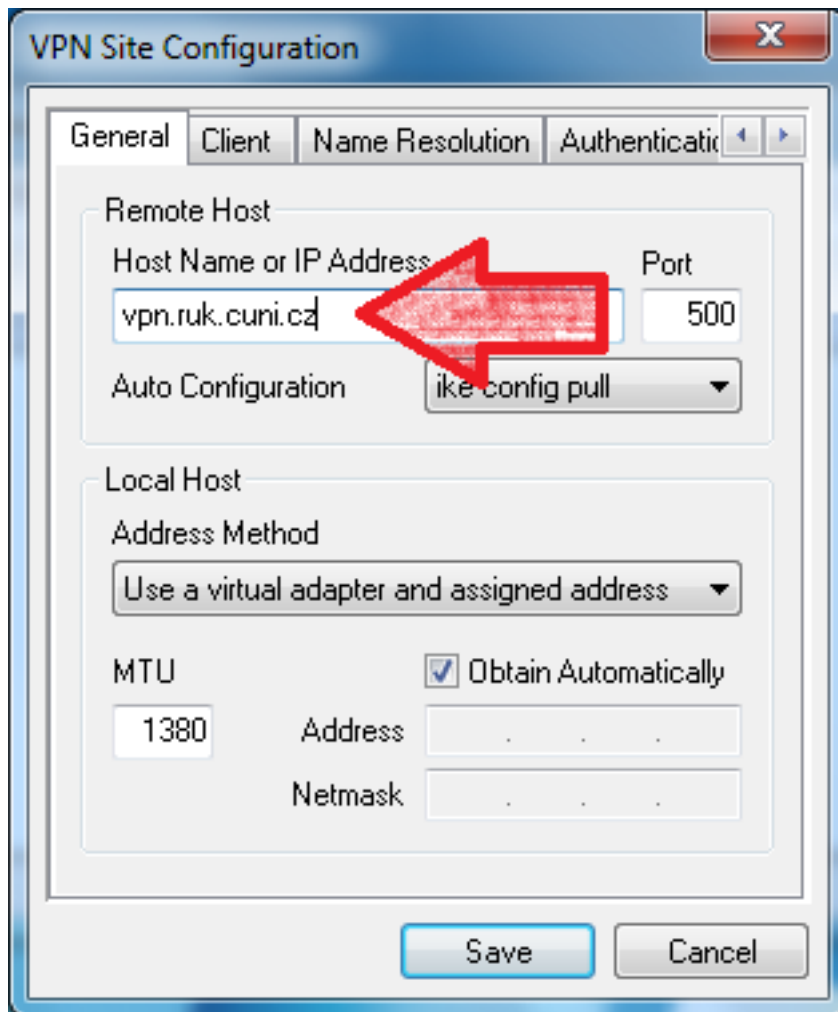 VPN Site Configuration
General Client Name Resolution Authenticatic
Remote Host
Host Name or IP Address Port
vpn.ruk.cuni.cz 500
Auto Configuration ike config pull
Local Host
Address Method
Use a virtual adapter and assigned address
MTU Obtain Automatically
1380 Address . . .
Netmask . . .
Save Cancel